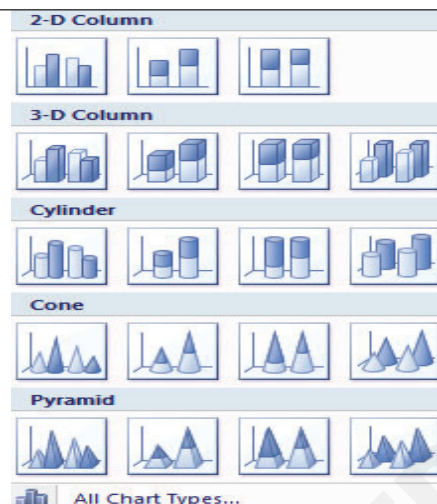 2-D Column
3-D Column
Cylinder
Cone
Pyramid
All Chart Types...